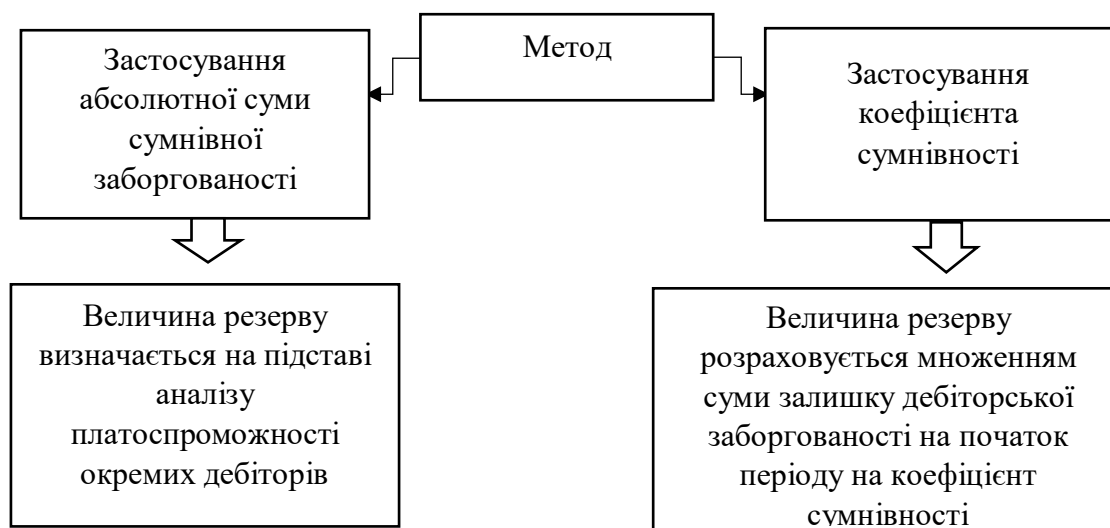 Метод
Застосування
абсолютної суми
сумнівної
заборгованості
Застосування
коефіцієнта
сумнівності
Величина резерву
визначається на підставі
аналізу
платоспроможності
окремих дебіторів
Величина резерву
розраховується множенням
суми залишку дебіторської
заборгованості на початок
періоду на коефіцієнт
сумнівності